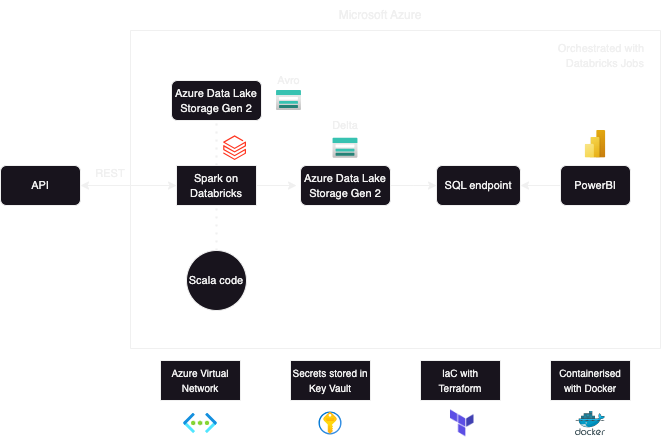 Microsoft Azure
Orchestrated with
Databricks Jobs
Avro
Azure Data Lake
Storage Gen 2
Delta
API
REST
Spark on
Databricks
Azure Data Lake
Storage Gen 2
SQL endpoint
PowerBI
Scala code
Azure Virtual
Network
Secrets stored in
Key Vault
IaC with
Terraform
Containerised
with Docker
docker